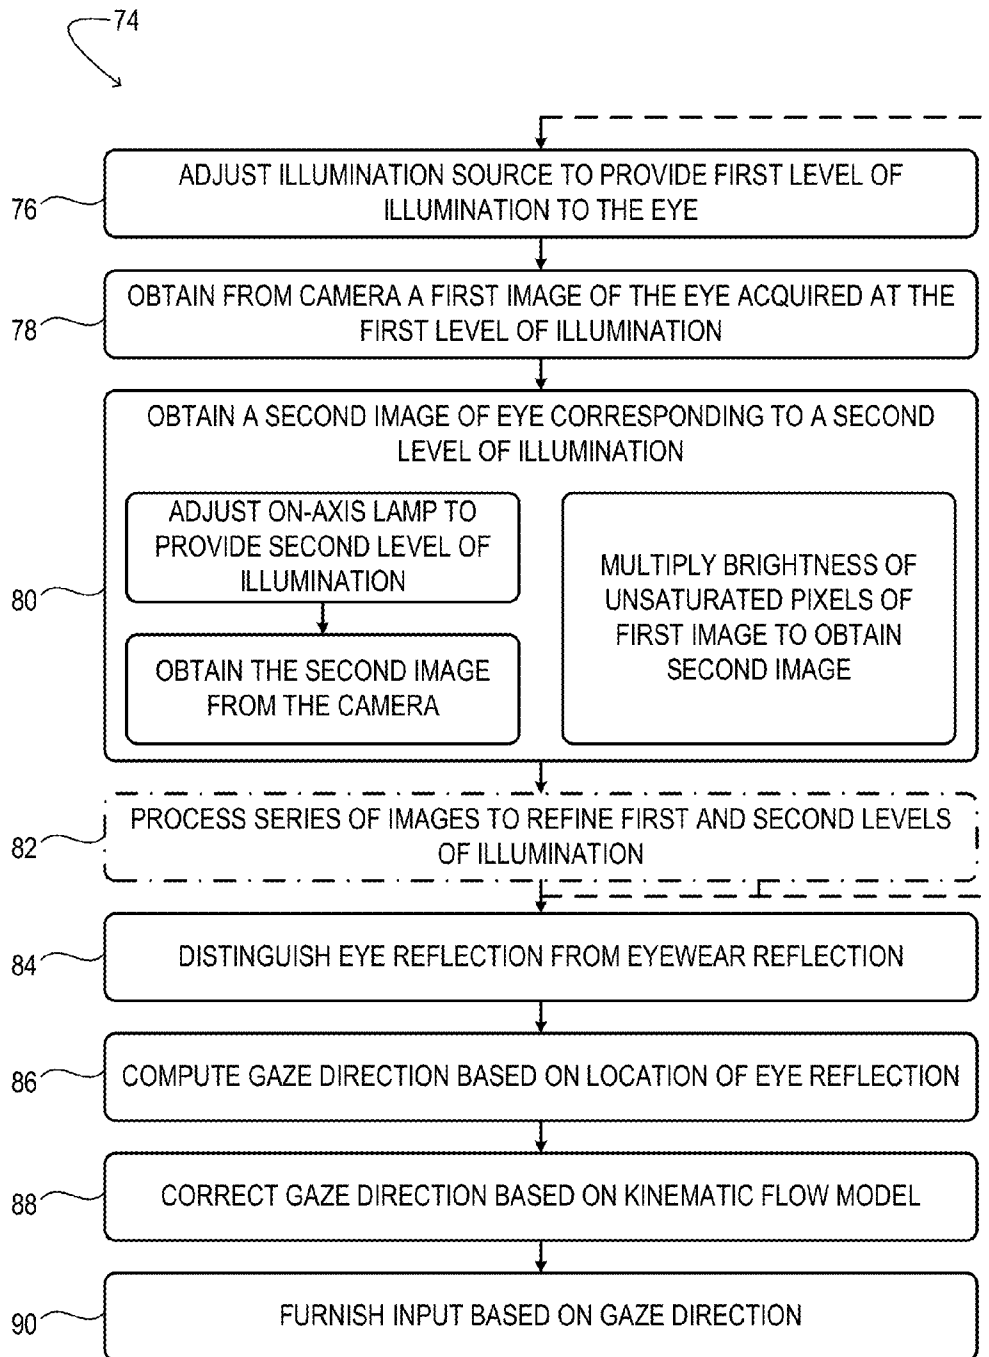 74
76
ADJUST ILLUMINATION SOURCE TO PROVIDE FIRST LEVEL OF
ILLUMINATION TO THE EYE
78
OBTAIN FROM CAMERA A FIRST IMAGE OF THE EYE ACQUIRED AT THE
FIRST LEVEL OF ILLUMINATION
80
OBTAIN A SECOND IMAGE OF EYE CORRESPONDING TO A SECOND
LEVEL OF ILLUMINATION
ADJUST ON-AXIS LAMP TO
PROVIDE SECOND LEVEL OF
ILLUMINATION
OBTAIN THE SECOND IMAGE
FROM THE CAMERA
MULTIPLY BRIGHTNESS OF
UNSATURATED PIXELS OF
FIRST IMAGE TO OBTAIN
SECOND IMAGE
82
PROCESS SERIES OF IMAGES TO REFINE FIRST AND SECOND LEVELS
OF ILLUMINATION
84
DISTINGUISH EYE REFLECTION FROM EYEWEAR REFLECTION
86
COMPUTE GAZE DIRECTION BASED ON LOCATION OF EYE REFLECTION
88
CORRECT GAZE DIRECTION BASED ON KINEMATIC FLOW MODEL
90
FURNISH INPUT BASED ON GAZE DIRECTION